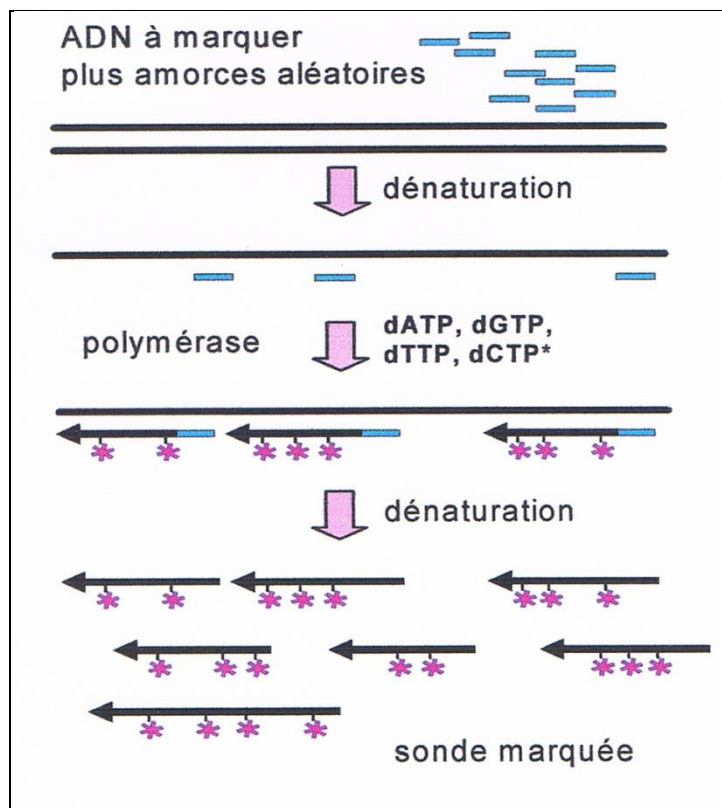 ADN à marquer
plus amorces aléatoires
dénaturation
polymérase
dATP, dGTP,
dTTP, dCTP*
dénaturation
sonde marquée